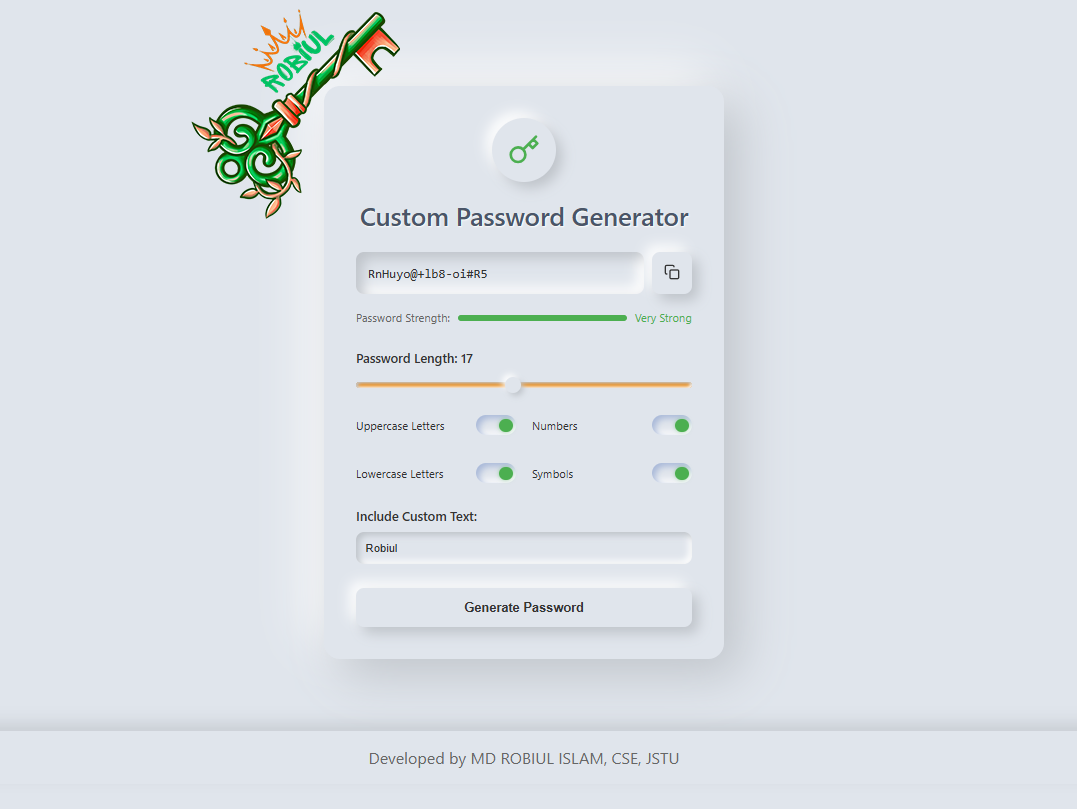 ROBIUL
Custom Password Generator
RnHuyo@+lb8-oi#R5
Password Strength: Very Strong
Password Length: 17
Uppercase Letters Numbers
Lowercase Letters Symbols
Include Custom Text:
Robiul
Generate Password
Developed by MD ROBIUL ISLAM, CSE, JSTU